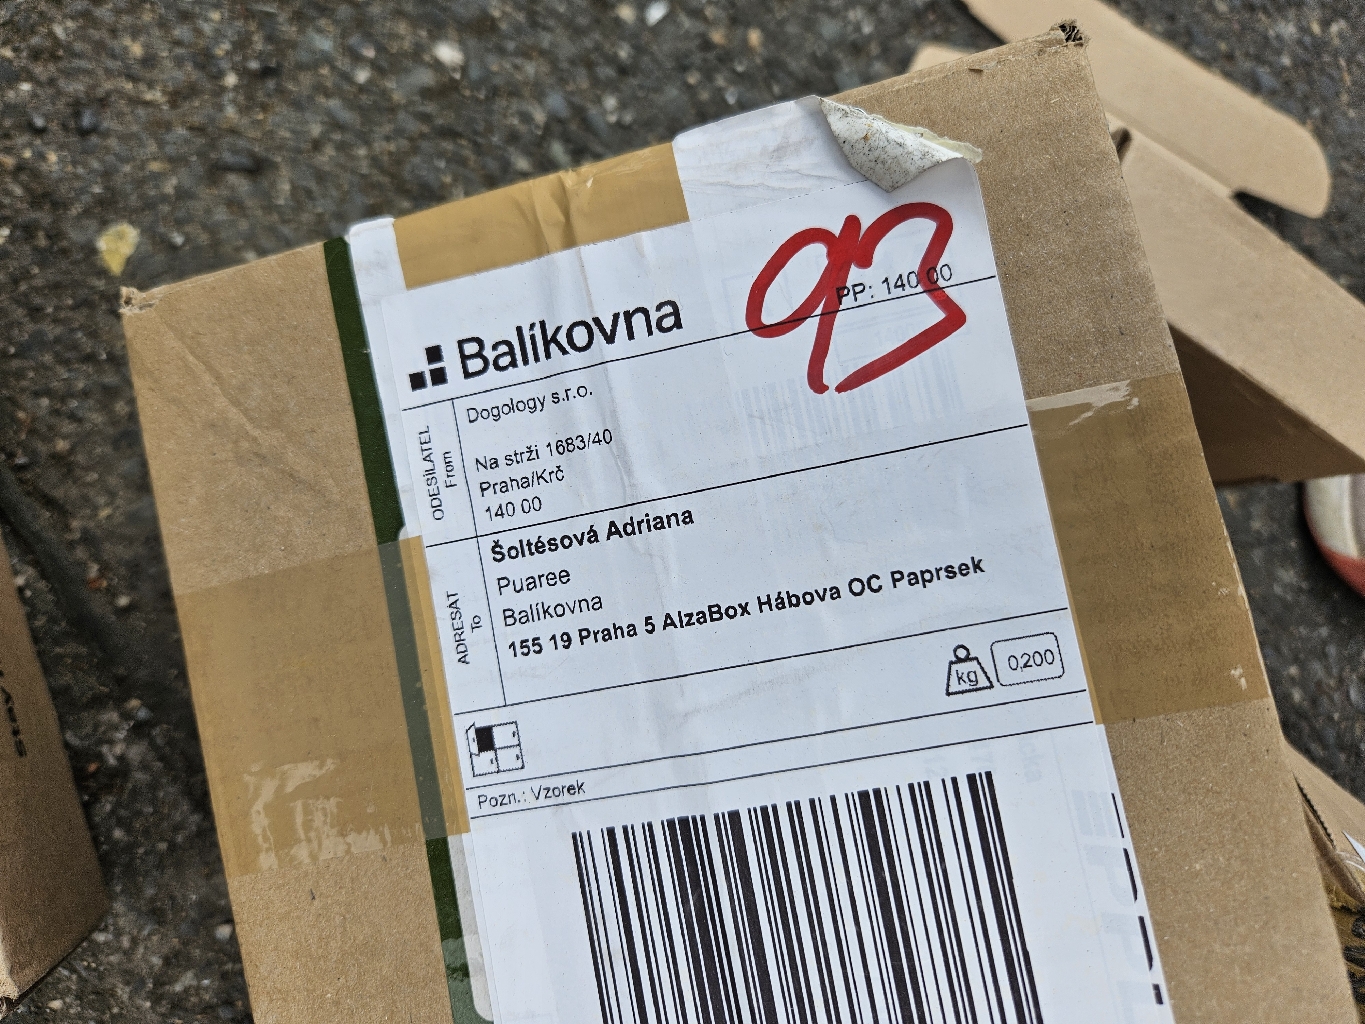 Balíkovna
93
PP: 140 00
ODESÍLATEL
From
Dogology s.r.o.
Na strži 1683/40
Praha/Krč
140 00
ADRESÁT
To
Šoltésová Adriana
Puaree
Balíkovna
155 19 Praha 5 AlzaBox Hábova OC Paprsek
kg
0,200
Pozn.: Vzorek